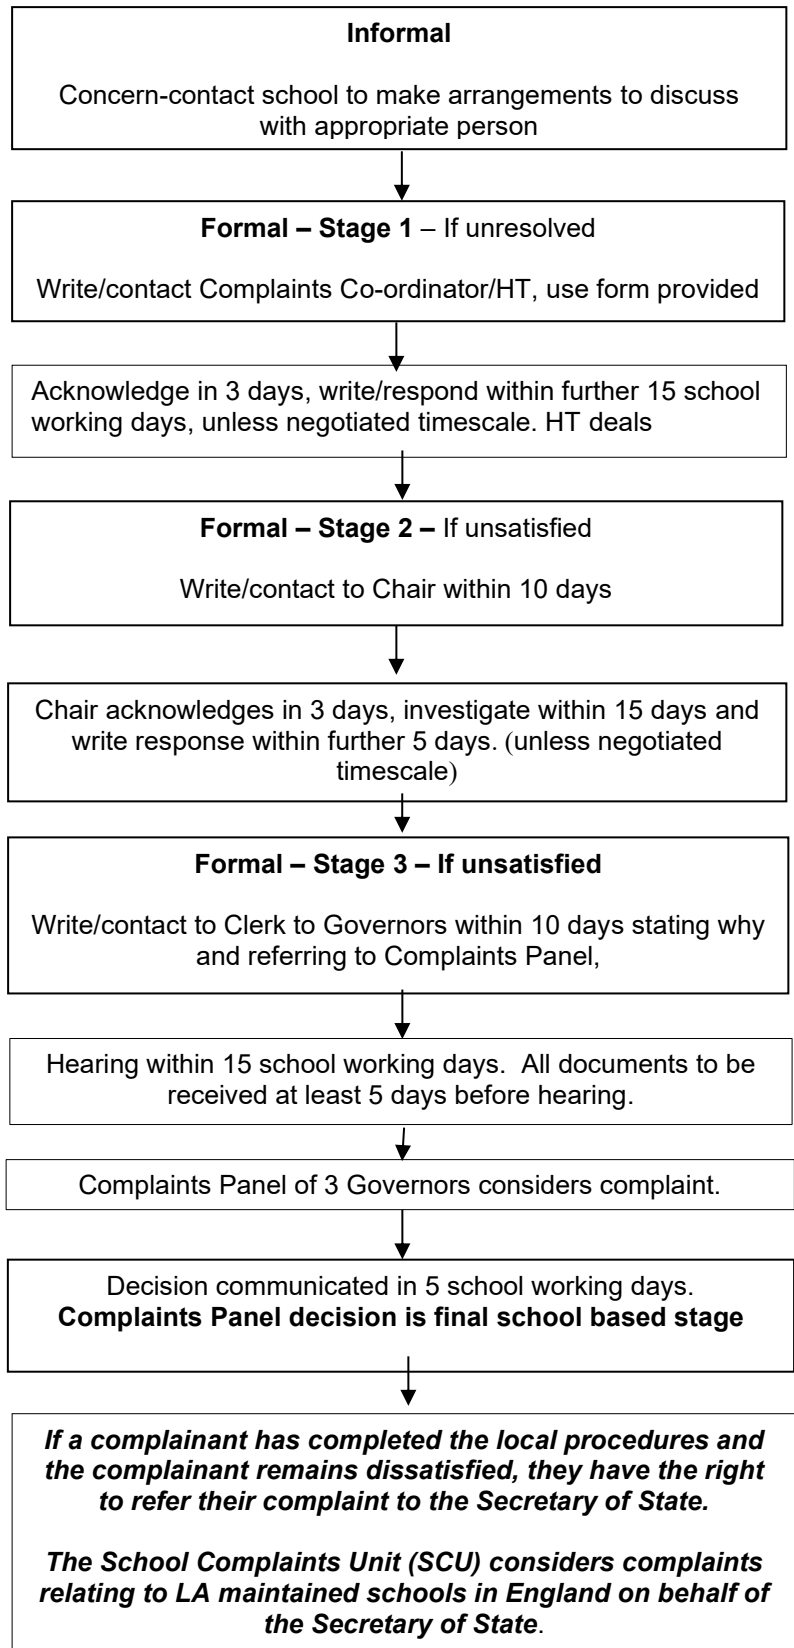 Informal
Concern-contact school to make arrangements to discuss
with appropriate person
Formal – Stage 1 – If unresolved
Write/contact Complaints Co-ordinator/HT, use form provided
Acknowledge in 3 days, write/respond within further 15 school
working days, unless negotiated timescale. HT deals
Formal – Stage 2 – If unsatisfied
Write/contact to Chair within 10 days
Chair acknowledges in 3 days, investigate within 15 days and
write response within further 5 days. (unless negotiated
timescale)
Formal – Stage 3 – If unsatisfied
Write/contact to Clerk to Governors within 10 days stating why
and referring to Complaints Panel,
Hearing within 15 school working days.  All documents to be
received at least 5 days before hearing.
Complaints Panel of 3 Governors considers complaint.
Decision communicated in 5 school working days.
Complaints Panel decision is final school based stage
If a complainant has completed the local procedures and
the complainant remains dissatisfied, they have the right
to refer their complaint to the Secretary of State.
The School Complaints Unit (SCU) considers complaints
relating to LA maintained schools in England on behalf of
the Secretary of State.